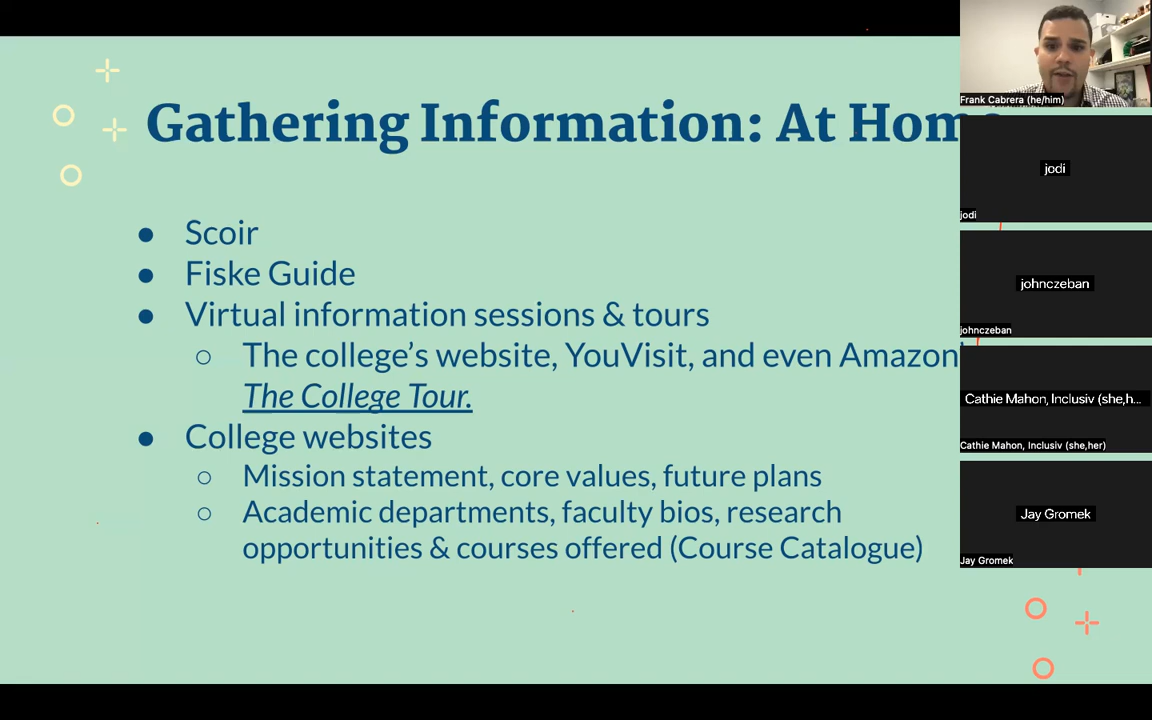 Gathering Information: At Home
● Scoir
● Fiske Guide
● Virtual information sessions & tours
○ The college's website, YouVisit, and even Amazon'
The College Tour.
● College websites
○ Mission statement, core values, future plans
○ Academic departments, faculty bios, research
opportunities & courses offered (Course Catalogue)
Frank Cabrera (he/him)
jodi
jodi
johnczeban
johnczeban
Cathie Mahon, Inclusiv (she,h...
Cathie Mahon, Inclusiv (she,her)
Jay Gromek
Jay Gromek